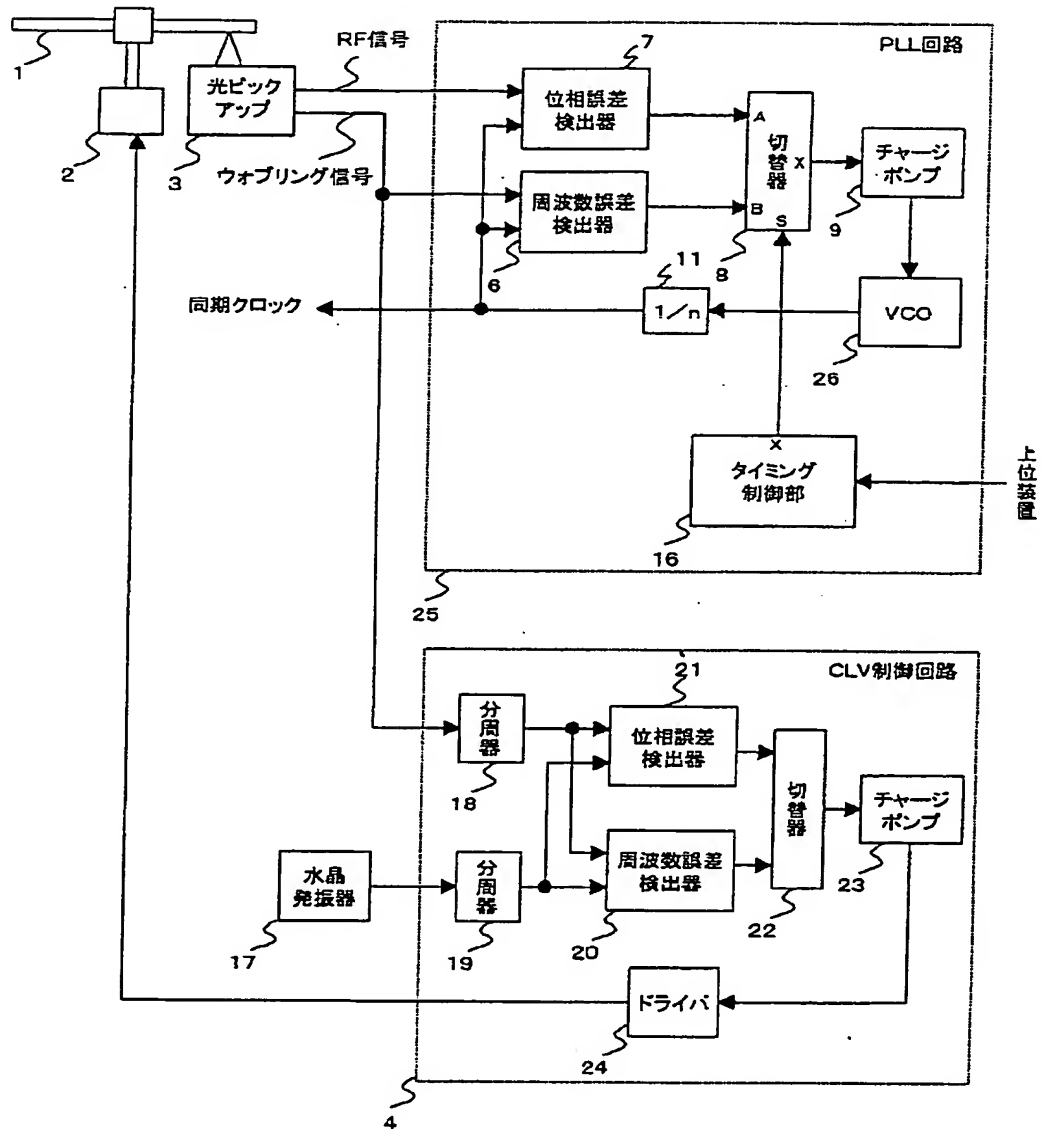 1
2
光ピック
アップ
3
RF信号
ウォブリング信号
PLL回路
7
位相誤差
検出器
周波数誤差
検出器
6
A
B
切替器
X
S
8
チャージ
ポンプ
9
11
1/n
VCO
26
同期クロック
X
タイミング
制御部
16
上位装置
25
CLV制御回路
21
分周器
18
位相誤差
検出器
切替器
22
チャージ
ポンプ
23
水晶
発振器
17
分周器
19
周波数誤差
検出器
20
ドライバ
24
4